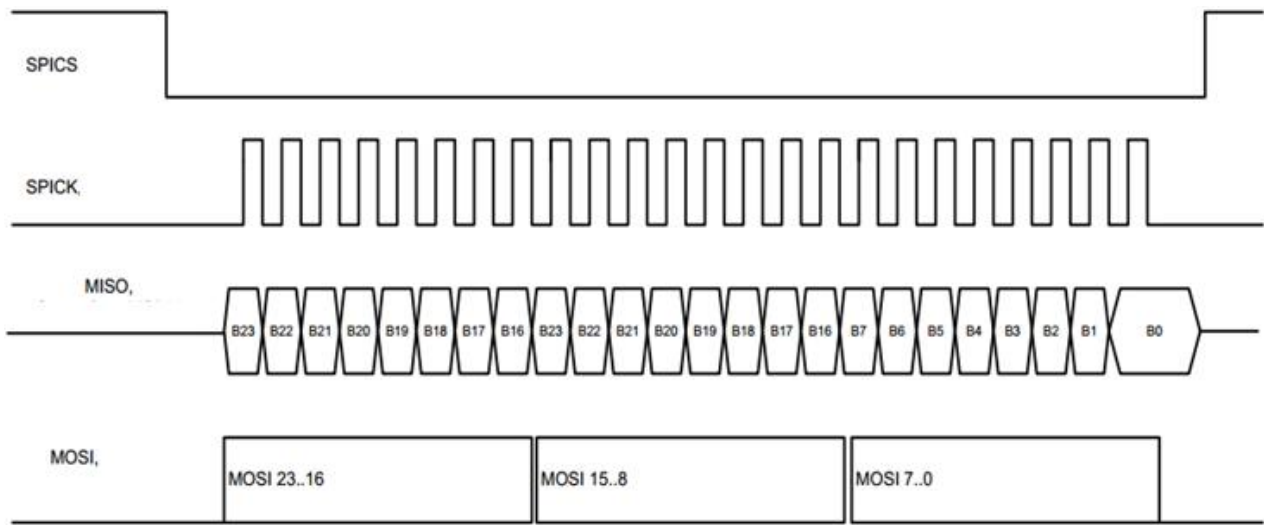 SPICS
SPICK,
MISO,
B23 B22 B21 B20 B19 B18 B17 B16 B23 B22 B21 B20 B19 B18 B17 B16 B7 B6 B5 B4 B3 B2 B1 B0
MOSI,
MOSI 23..16 MOSI 15..8 MOSI 7..0